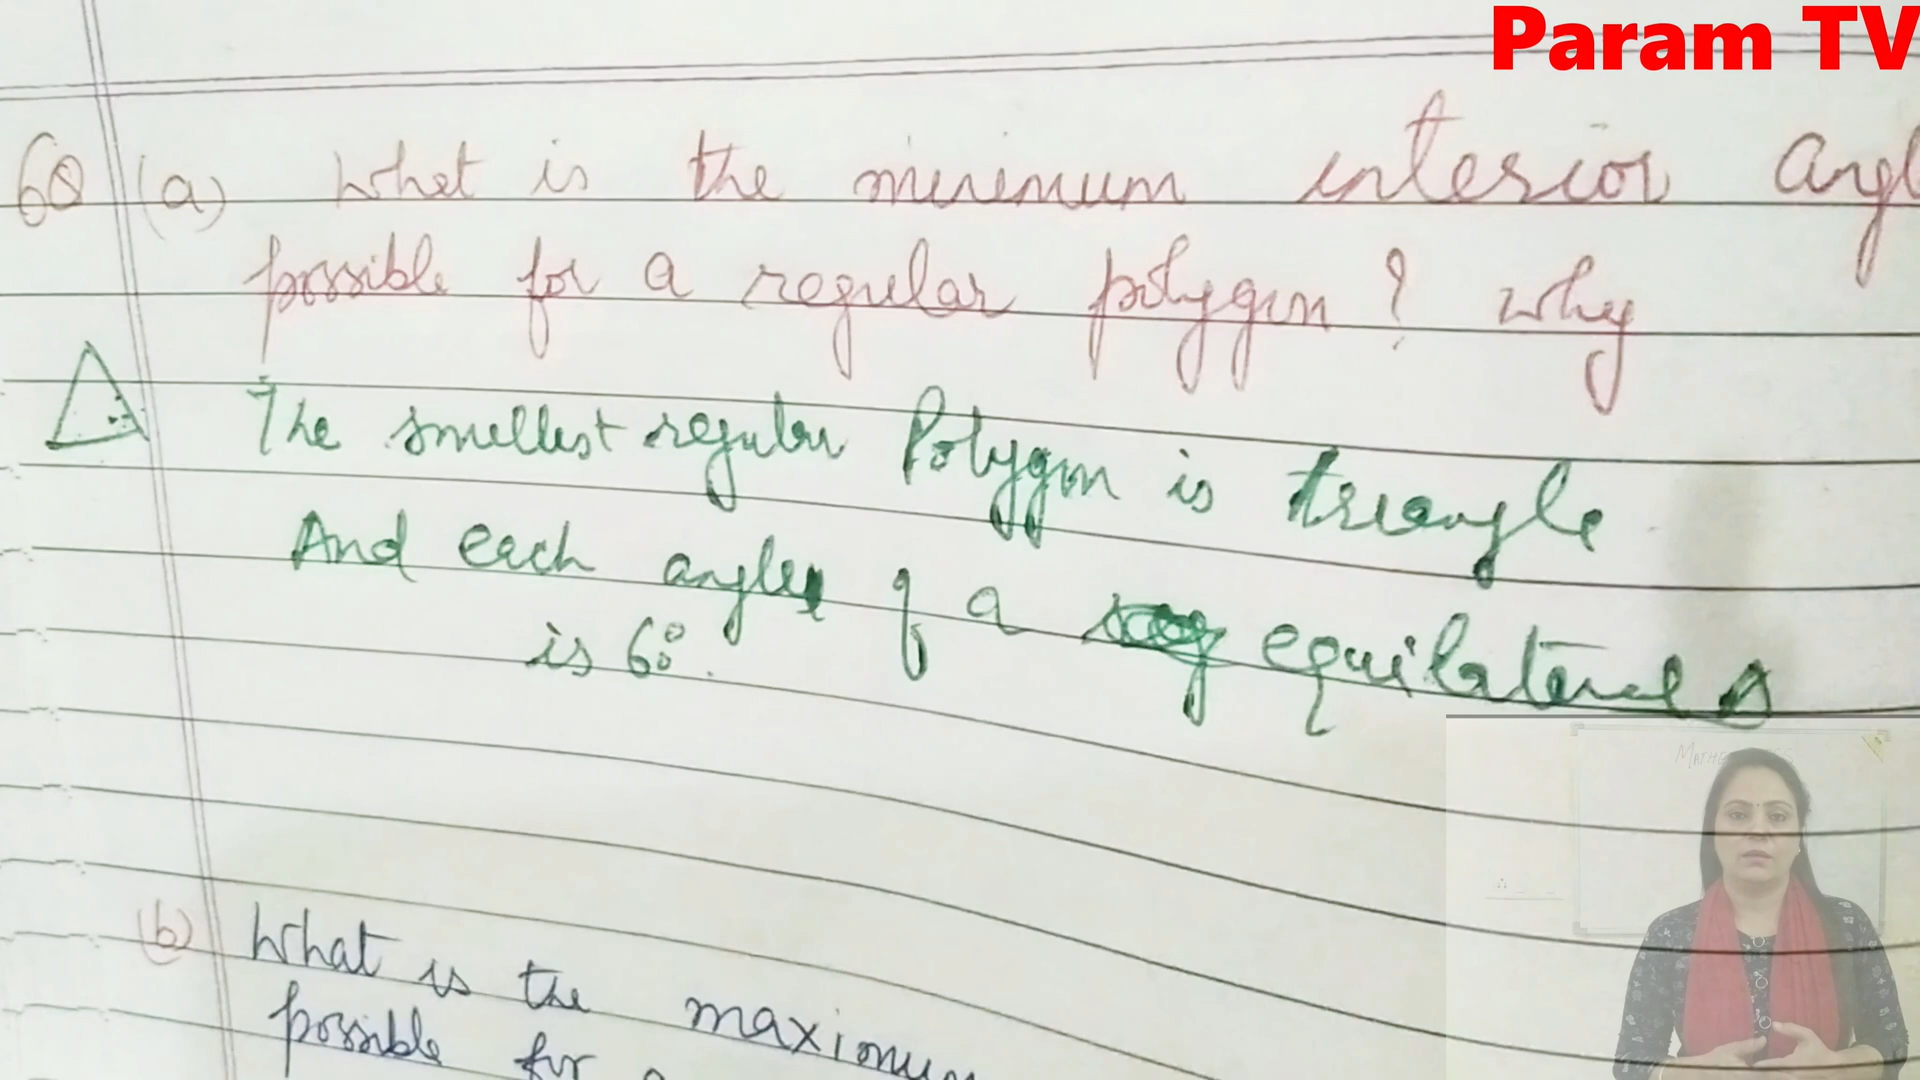 Param TV
6Q (a) What is the minimum interior angl
possible for a regular polygon ? why
The smallest regular Polygon is triangle
And each angle of a equilateral Δ
is 60°.
MATHE
(b) What is the maximum
possible for a